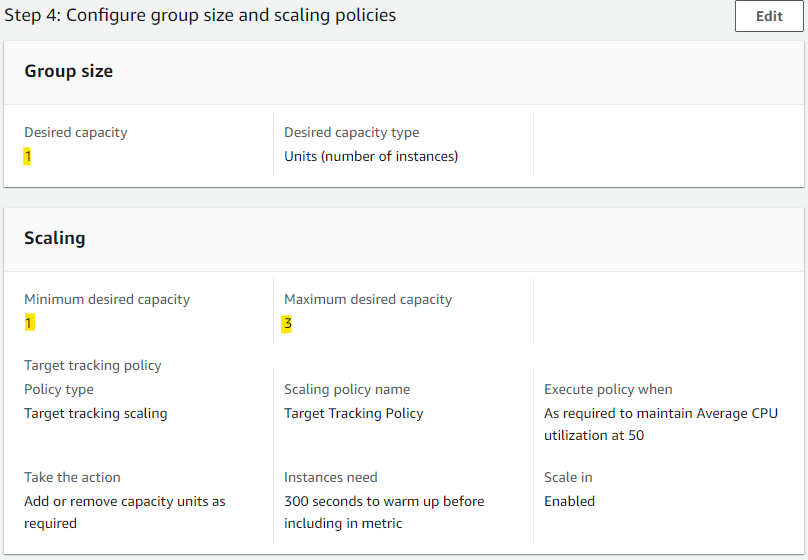 Step 4: Configure group size and scaling policies
Edit
Group size
Desired capacity
1
Desired capacity type
Units (number of instances)
Scaling
Minimum desired capacity
1
Maximum desired capacity
3
Target tracking policy
Policy type
Target tracking scaling
Scaling policy name
Target Tracking Policy
Execute policy when
As required to maintain Average CPU
utilization at 50
Take the action
Add or remove capacity units as
required
Instances need
300 seconds to warm up before
including in metric
Scale in
Enabled